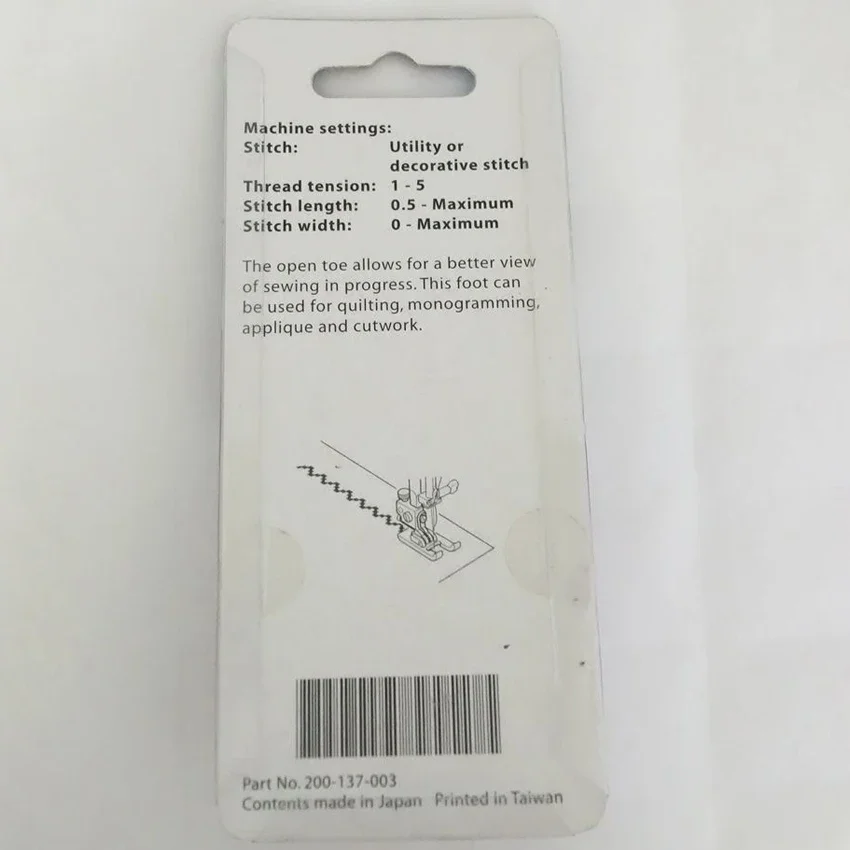 Machine settings:
Stitch: Utility or
decorative stitch
Thread tension: 1 - 5
Stitch length: 0.5 - Maximum
Stitch width: 0 - Maximum
The open toe allows for a better view
of sewing in progress. This foot can
be used for quilting, monogramming,
applique and cutwork.
Part No. 200-137-003
Contents made in Japan Printed in Taiwan